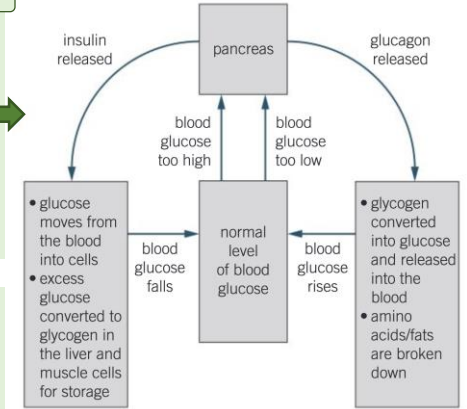 insulin
released
pancreas
glucagon
released
blood
glucose
too high
blood
glucose
too low
• glucose
moves from
the blood
into cells
• excess
glucose
converted to
glycogen in
the liver and
muscle cells
for storage
blood
glucose
falls
normal
level
of blood
glucose
blood
glucose
rises
• glycogen
converted
into glucose
and released
into the
blood
• amino
acids/fats
are broken
down